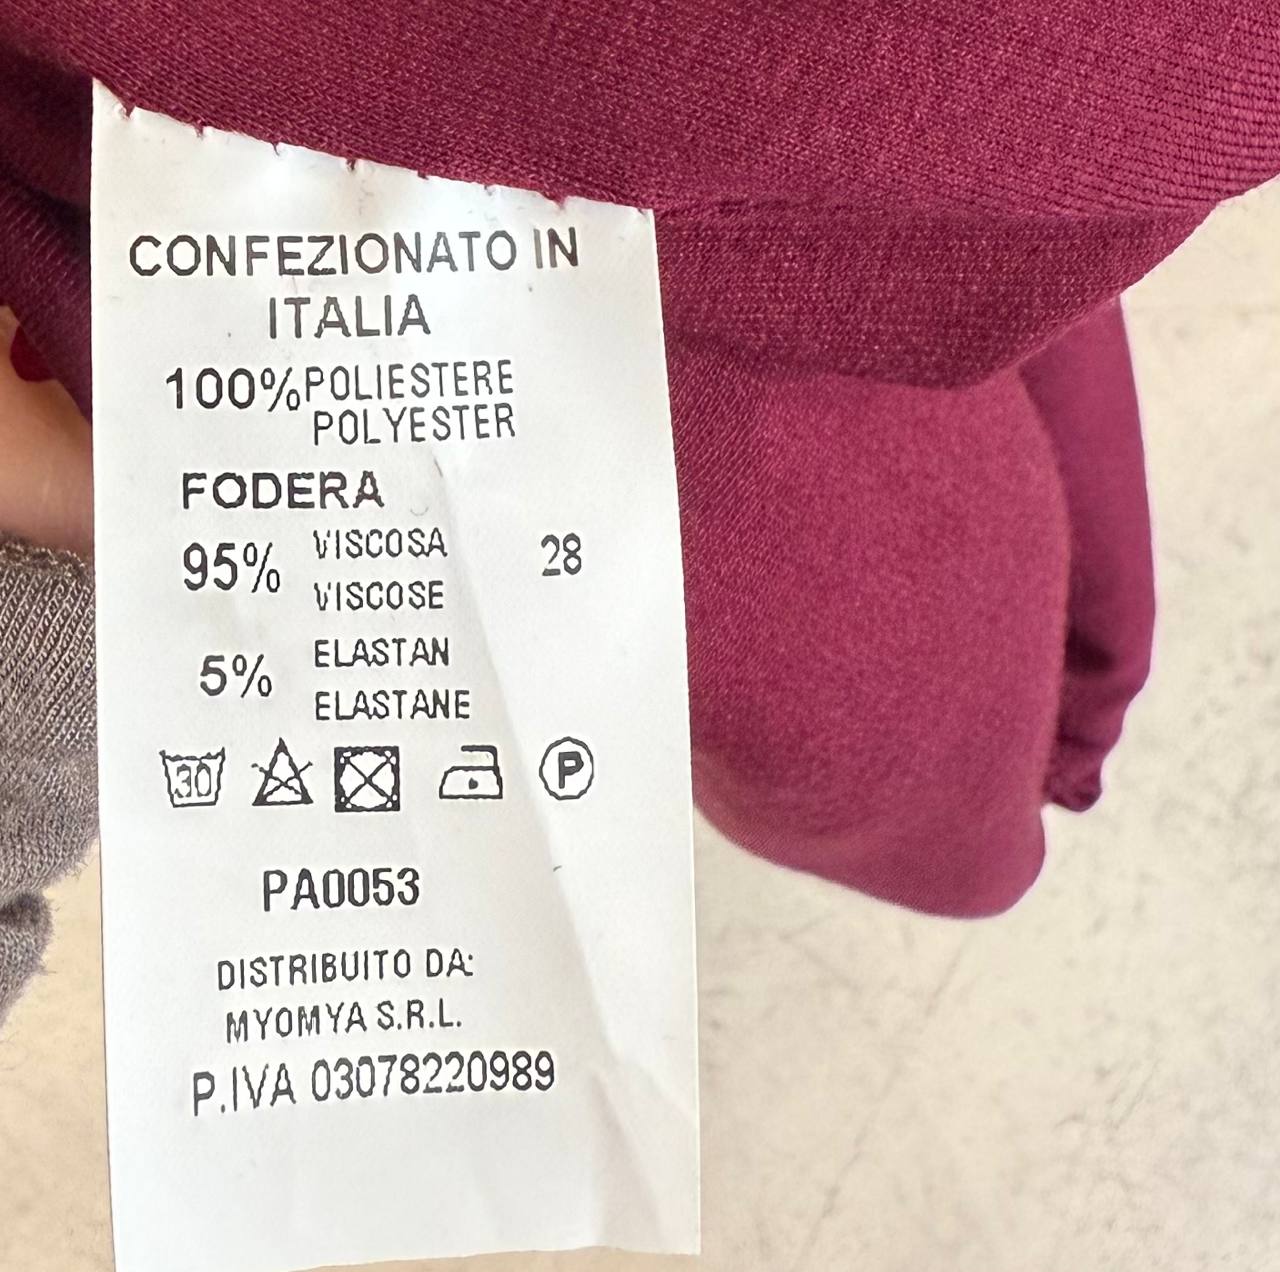 CONFEZIONATO IN
ITALIA
100% POLIESTERE
POLYESTER
FODERA
95% VISCOSA
VISCOSE
28
5% ELASTAN
ELASTANE
30 P
PA0053
DISTRIBUITO DA:
MYOMYA S.R.L.
P.IVA 03078220989